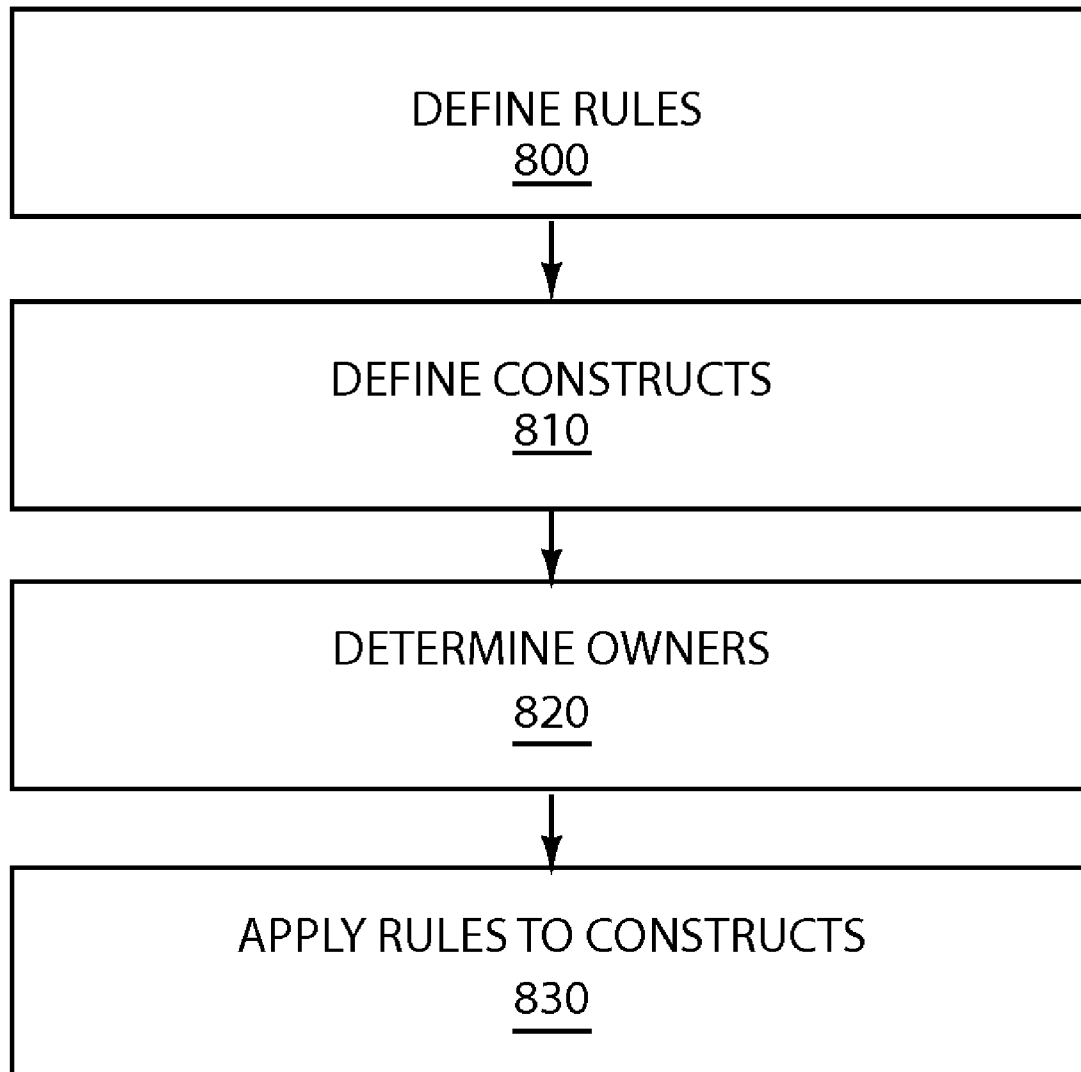 DEFINE RULES
800
DEFINE CONSTRUCTS
810
DETERMINE OWNERS
820
APPLY RULES TO CONSTRUCTS
830